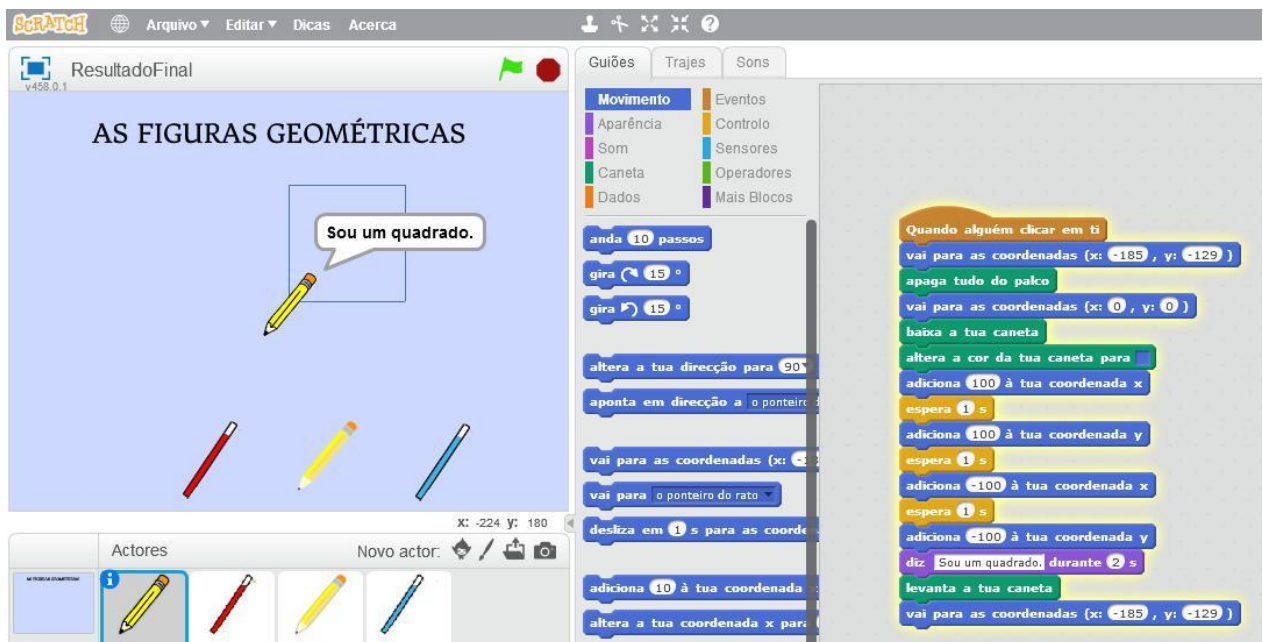 SCRATCH Arquivo Editar Dicas Acerca
ResultadoFinal
v458.0.1
AS FIGURAS GEOMÉTRICAS
Sou um quadrado.
X: -224 y: 180
Actores
Novo actor:
Guiões Trajes Sons
Movimento Eventos
Aparência Controlo
Som Sensores
Caneta Operadores
Dados Mais Blocos
anda 10 passos
gira 15 °
gira 15 °
altera a tua direcção para 90
aponta em direcção a o ponteiro
vai para as coordenadas (x:
vai para o ponteiro do rato
desliza em 1 s para as
adiciona 10 à tua coordenada
altera a tua coordenada x para
Quando alguém clicar em ti
vai para as coordenadas (x: -185 , y: -129 )
apaga tudo do palco
vai para as coordenadas (x: 0 , y: 0 )
baixa a tua caneta
altera a cor da tua caneta para
adiciona 100 à tua coordenada x
espera 1 s
adiciona 100 à tua coordenada y
espera 1 s
adiciona -100 à tua coordenada x
espera 1 s
adiciona -100 à tua coordenada y
diz Sou um quadrado. durante 2 s
levanta a tua caneta
vai para as coordenadas (x: -185 , y: -129 )